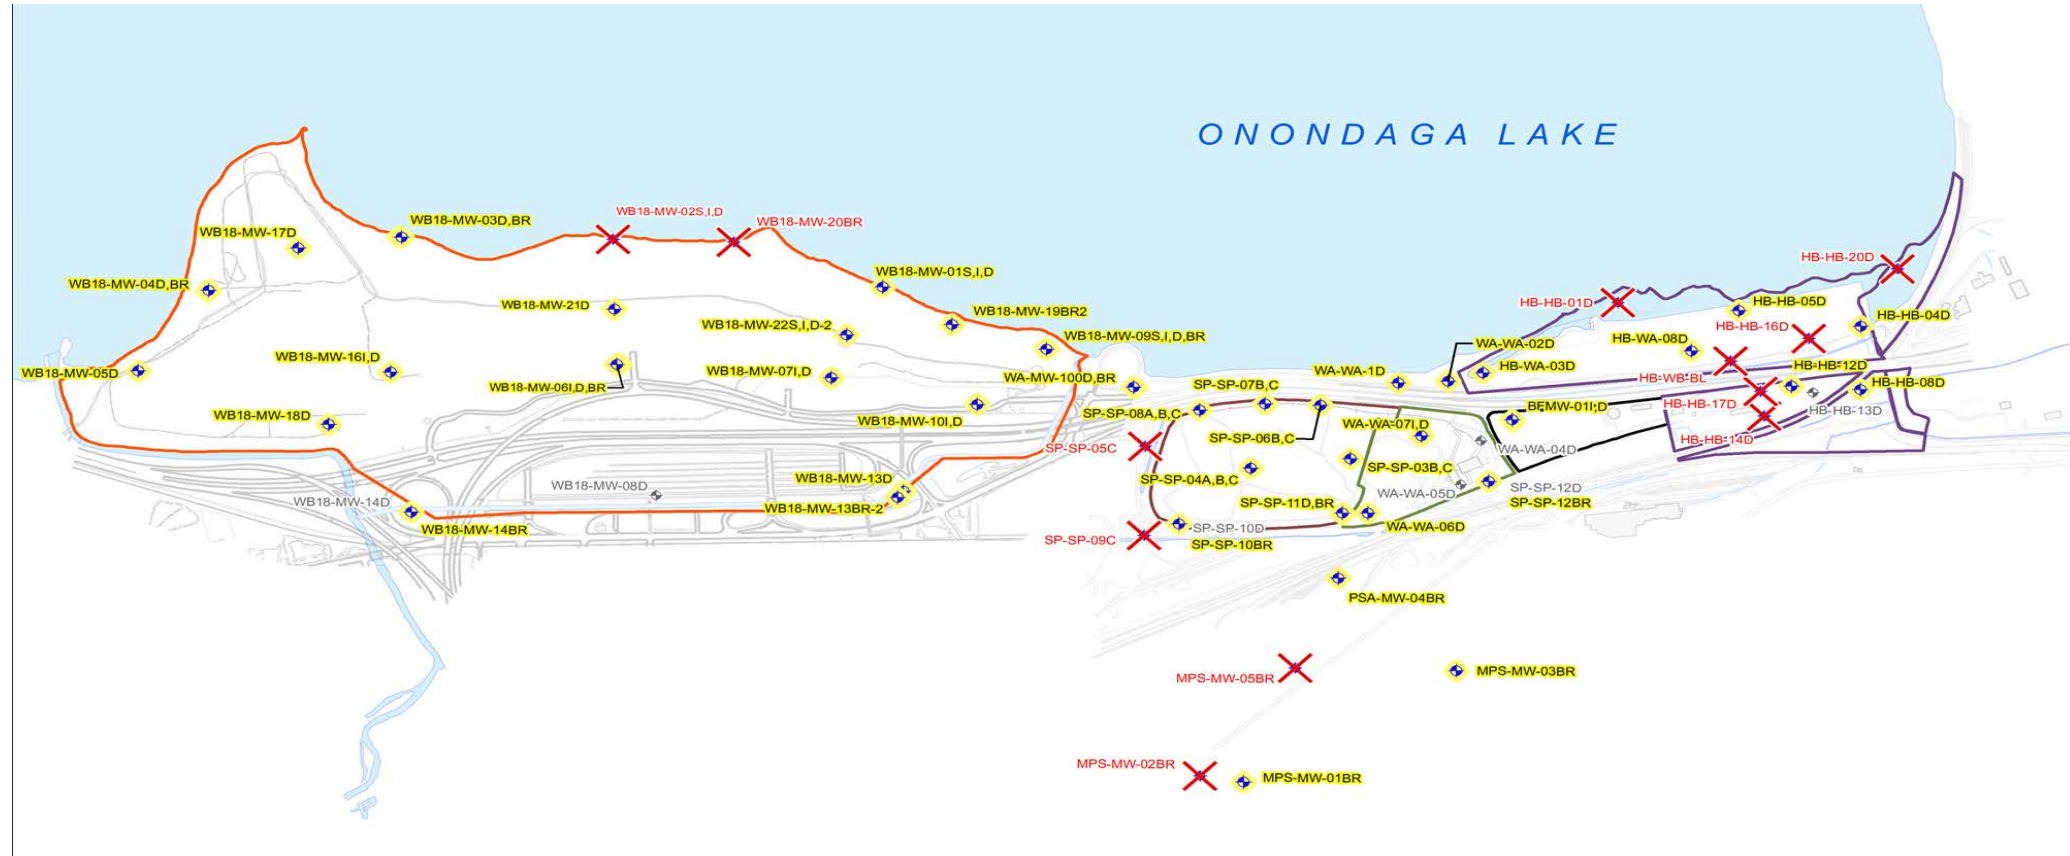 ONONDAGA LAKE
WB18-MW-02S,I,D
WB18-MW-03D,BR
WB18-MW-20BR
WB18-MW-17D
HB-HB-20D
WB18-MW-01S,I,D
WB18-MW-04D,BR
HB-HB-01D
HB-HB-05D
WB18-MW-21D
WB18-MW-19BR2
HB-HB-04D
WB18-MW-22S,I,D-2
HB-HB-16D
WB18-MW-09S,I,D,BR
HB-WA-08D
WA-WA-02D
WB18-MW-16I,D
HB-WA-03D
HB-HB-12D
WB18-MW-05D
WB18-MW-07I,D
WA-WA-1D
WA-MW-100D,BR
HB-WB-BL
WB18-MW-06I,D,BR
SP-SP-07B,C
HB-HB-08D
HB-HB-17D
BFMW-01I,D
WB18-MW-18D
SP-SP-08A,B,C
HB-HB-13D
WB18-MW-10I,D
WA-WA-07I,D
SP-SP-06B,C
HB-HB-14D
SP-SP-05C
WA-WA-04D
SP-SP-03B,C
WB18-MW-13D
SP-SP-04A,B,C
WB18-MW-08D
SP-SP-12D
WA-WA-05D
WB18-MW-14D
SP-SP-11D,BR
SP-SP-12BR
WB18-MW-13BR-2
WB18-MW-14BR
SP-SP-10D
WA-WA-06D
SP-SP-09C
SP-SP-10BR
PSA-MW-04BR
MPS-MW-03BR
MPS-MW-05BR
MPS-MW-02BR
MPS-MW-01BR